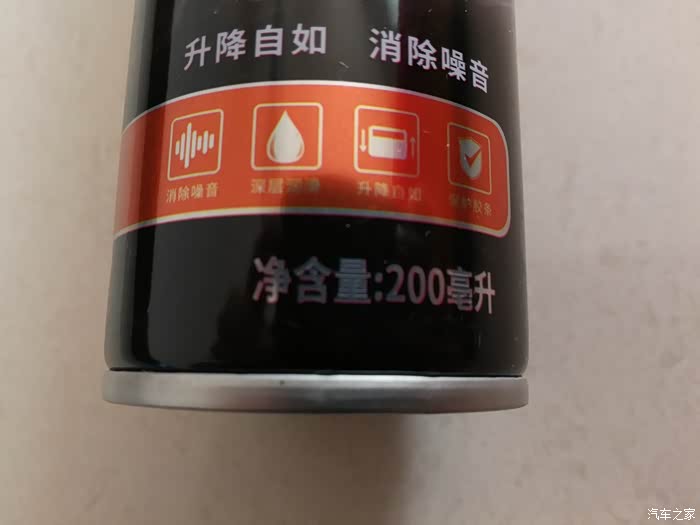 升降自如 消除噪音
消除噪音 深层润滑 升降自如 保护胶条
净含量:200毫升
汽车之家